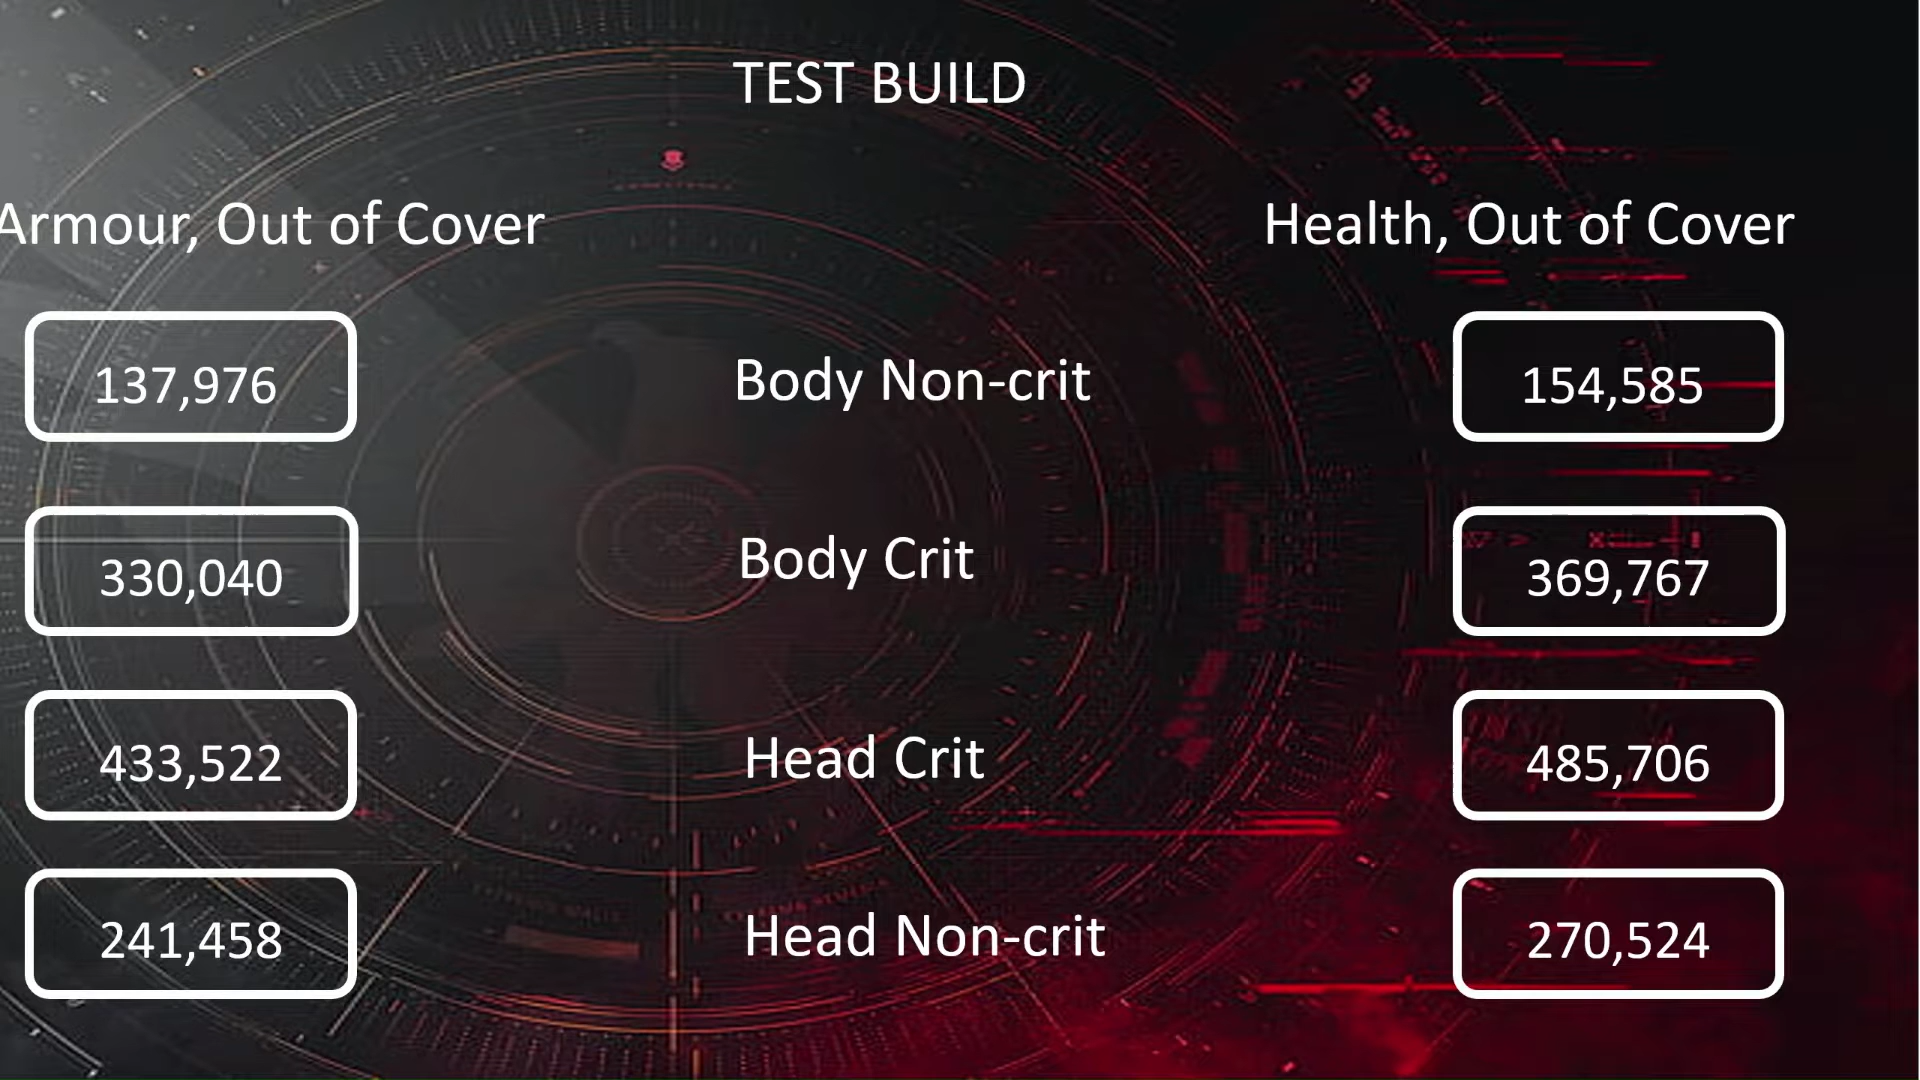 TEST BUILD
Armour, Out of Cover
Health, Out of Cover
137,976
Body Non-crit
154,585
330,040
Body Crit
369,767
433,522
Head Crit
485,706
241,458
Head Non-crit
270,524